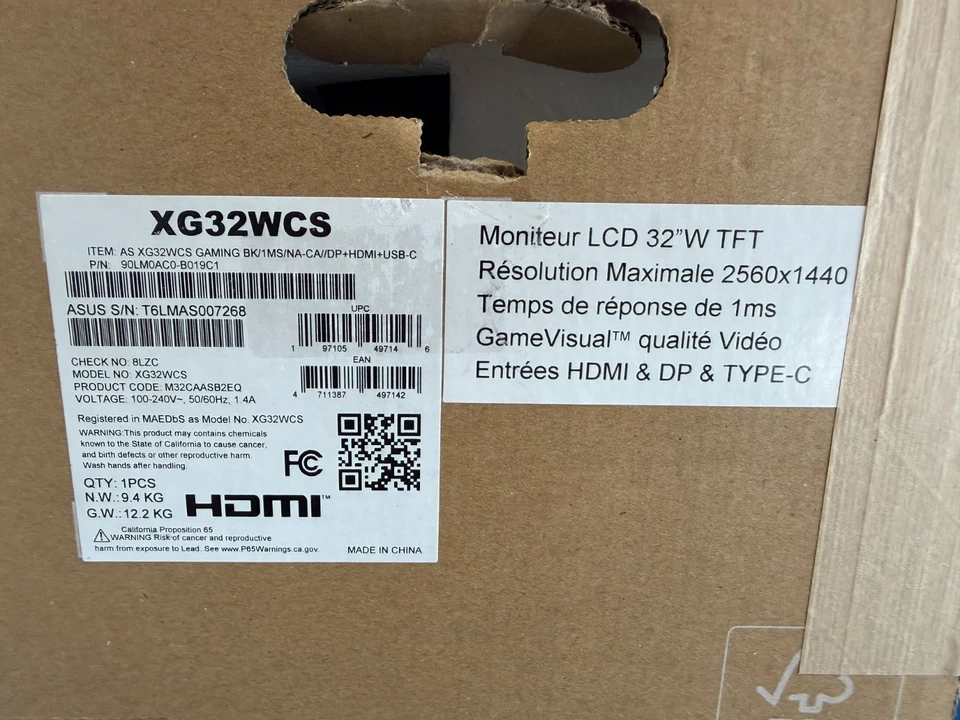 XG32WCS
ITEM: AS XG32WCS GAMING BK/1MS/NA-CA//DP+HDMI+USB-C
P/N: 90LM0AC0-B019C1
ASUS S/N: T6LMAS007268
UPC
1 97105 49714 6
EAN
4 711387 497142
CHECK NO: 8LZC
MODEL NO: XG32WCS
PRODUCT CODE: M32CAASB2EQ
VOLTAGE: 100-240V~, 50/60Hz, 1.4A
Registered in MAEDbS as Model No. XG32WCS
WARNING:This product may contain chemicals
known to the State of California to cause cancer,
and birth defects or other reproductive harm.
Wash hands after handling.
FC
QTY: 1PCS
N.W.: 9.4 KG
G.W.: 12.2 KG
HDMI™
California Proposition 65
WARNING Risk of cancer and reproductive
harm from exposure to Lead. See www.P65Warnings.ca.gov.
MADE IN CHINA
Moniteur LCD 32”W TFT
Résolution Maximale 2560x1440
Temps de réponse de 1ms
GameVisual™ qualité Vidéo
Entrées HDMI & DP & TYPE-C